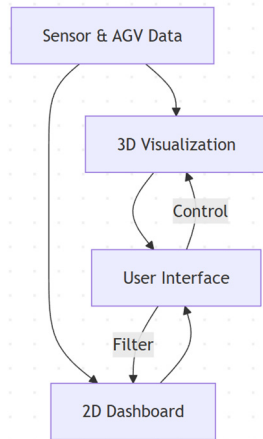 Sensor & AGV Data
3D Visualization
Control
User Interface
Filter
2D Dashboard